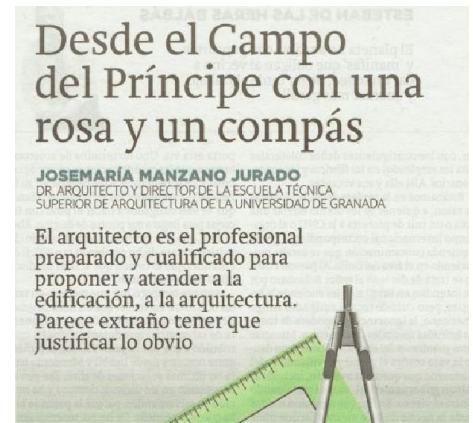 Desde el Campo
del Príncipe con una
rosa y un compás
JOSEMARÍA MANZANO JURADO
DR. ARQUITECTO Y DIRECTOR DE LA ESCUELA TÉCNICA
SUPERIOR DE ARQUITECTURA DE LA UNIVERSIDAD DE GRANADA
El arquitecto es el profesional
preparado y cualificado para
proponer y atender a la
edificación, a la arquitectura.
Parece extraño tener que
justificar lo obvio